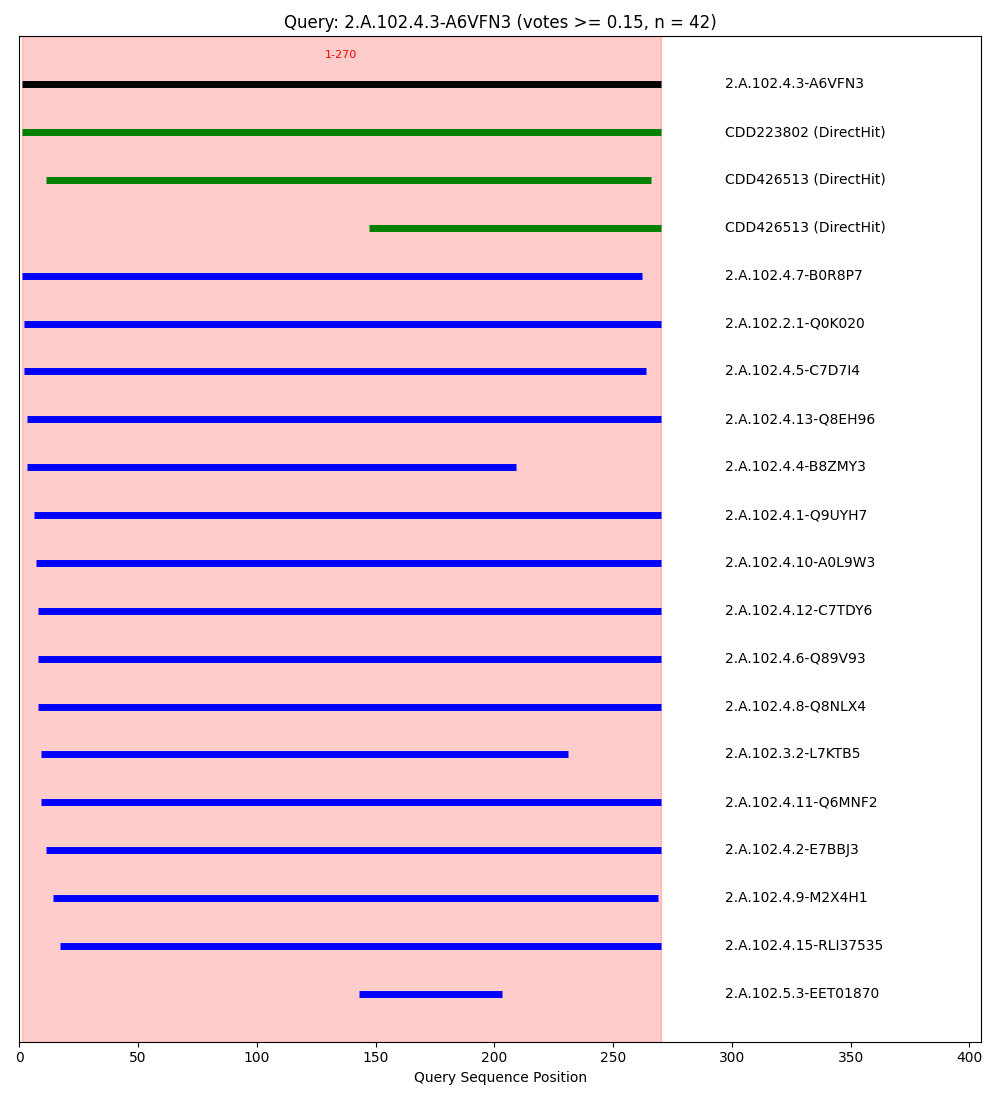 Query: 2.A.102.4.3-A6VFN3 (votes >= 0.15, n = 42)
1-270
2.A.102.4.3-A6VFN3
CDD223802 (DirectHit)
CDD426513 (DirectHit)
CDD426513 (DirectHit)
2.A.102.4.7-B0R8P7
2.A.102.2.1-Q0K020
2.A.102.4.5-C7D7I4
2.A.102.4.13-Q8EH96
2.A.102.4.4-B8ZMY3
2.A.102.4.1-Q9UYH7
2.A.102.4.10-A0L9W3
2.A.102.4.12-C7TDY6
2.A.102.4.6-Q89V93
2.A.102.4.8-Q8NLX4
2.A.102.3.2-L7KTB5
2.A.102.4.11-Q6MNF2
2.A.102.4.2-E7BBJ3
2.A.102.4.9-M2X4H1
2.A.102.4.15-RLI37535
2.A.102.5.3-EET01870
0 50 100 150 200 250 300 350 400
Query Sequence Position